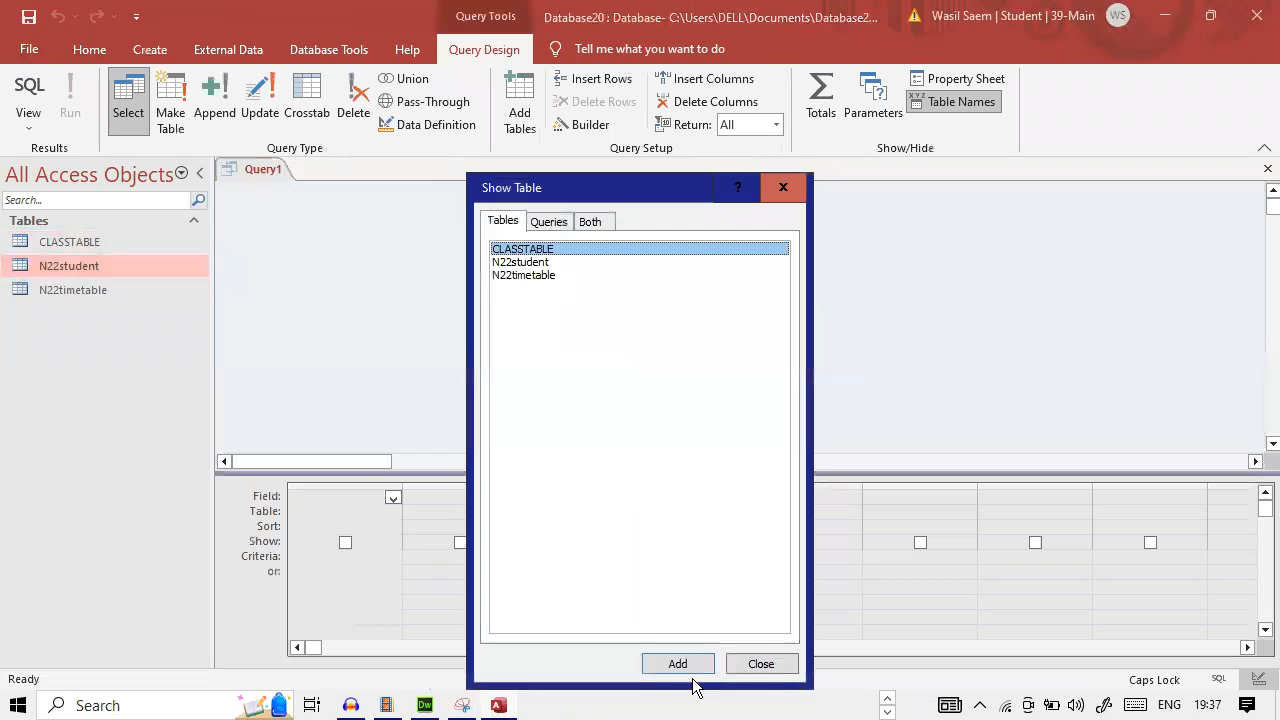 Query Tools
Database20 : Database- C:\Users\DELL\Documents\Database2...
Wasil Saem | Student | 39-Main
WS
File
Home
Create
External Data
Database Tools
Help
Query Design
Tell me what you want to do
SQL
View
Run
Results
Select
Make Table
Append
Update
Crosstab
Delete
Union
Pass-Through
Data Definition
Query Type
Add Tables
Insert Rows
Delete Rows
Builder
Insert Columns
Delete Columns
Return:
All
Query Setup
Totals
Parameters
Property Sheet
XYZ
Table Names
Show/Hide
All Access Objects
Search...
Tables
CLASSTABLE
N22student
N22timetable
Query1
Show Table
?
Tables
Queries
Both
CLASSTABLE
N22student
N22timetable
Add
Close
Field:
Table:
Sort:
Show:
Criteria:
or:
Ready
Caps Lock
SQL
Search
Dw
19:37